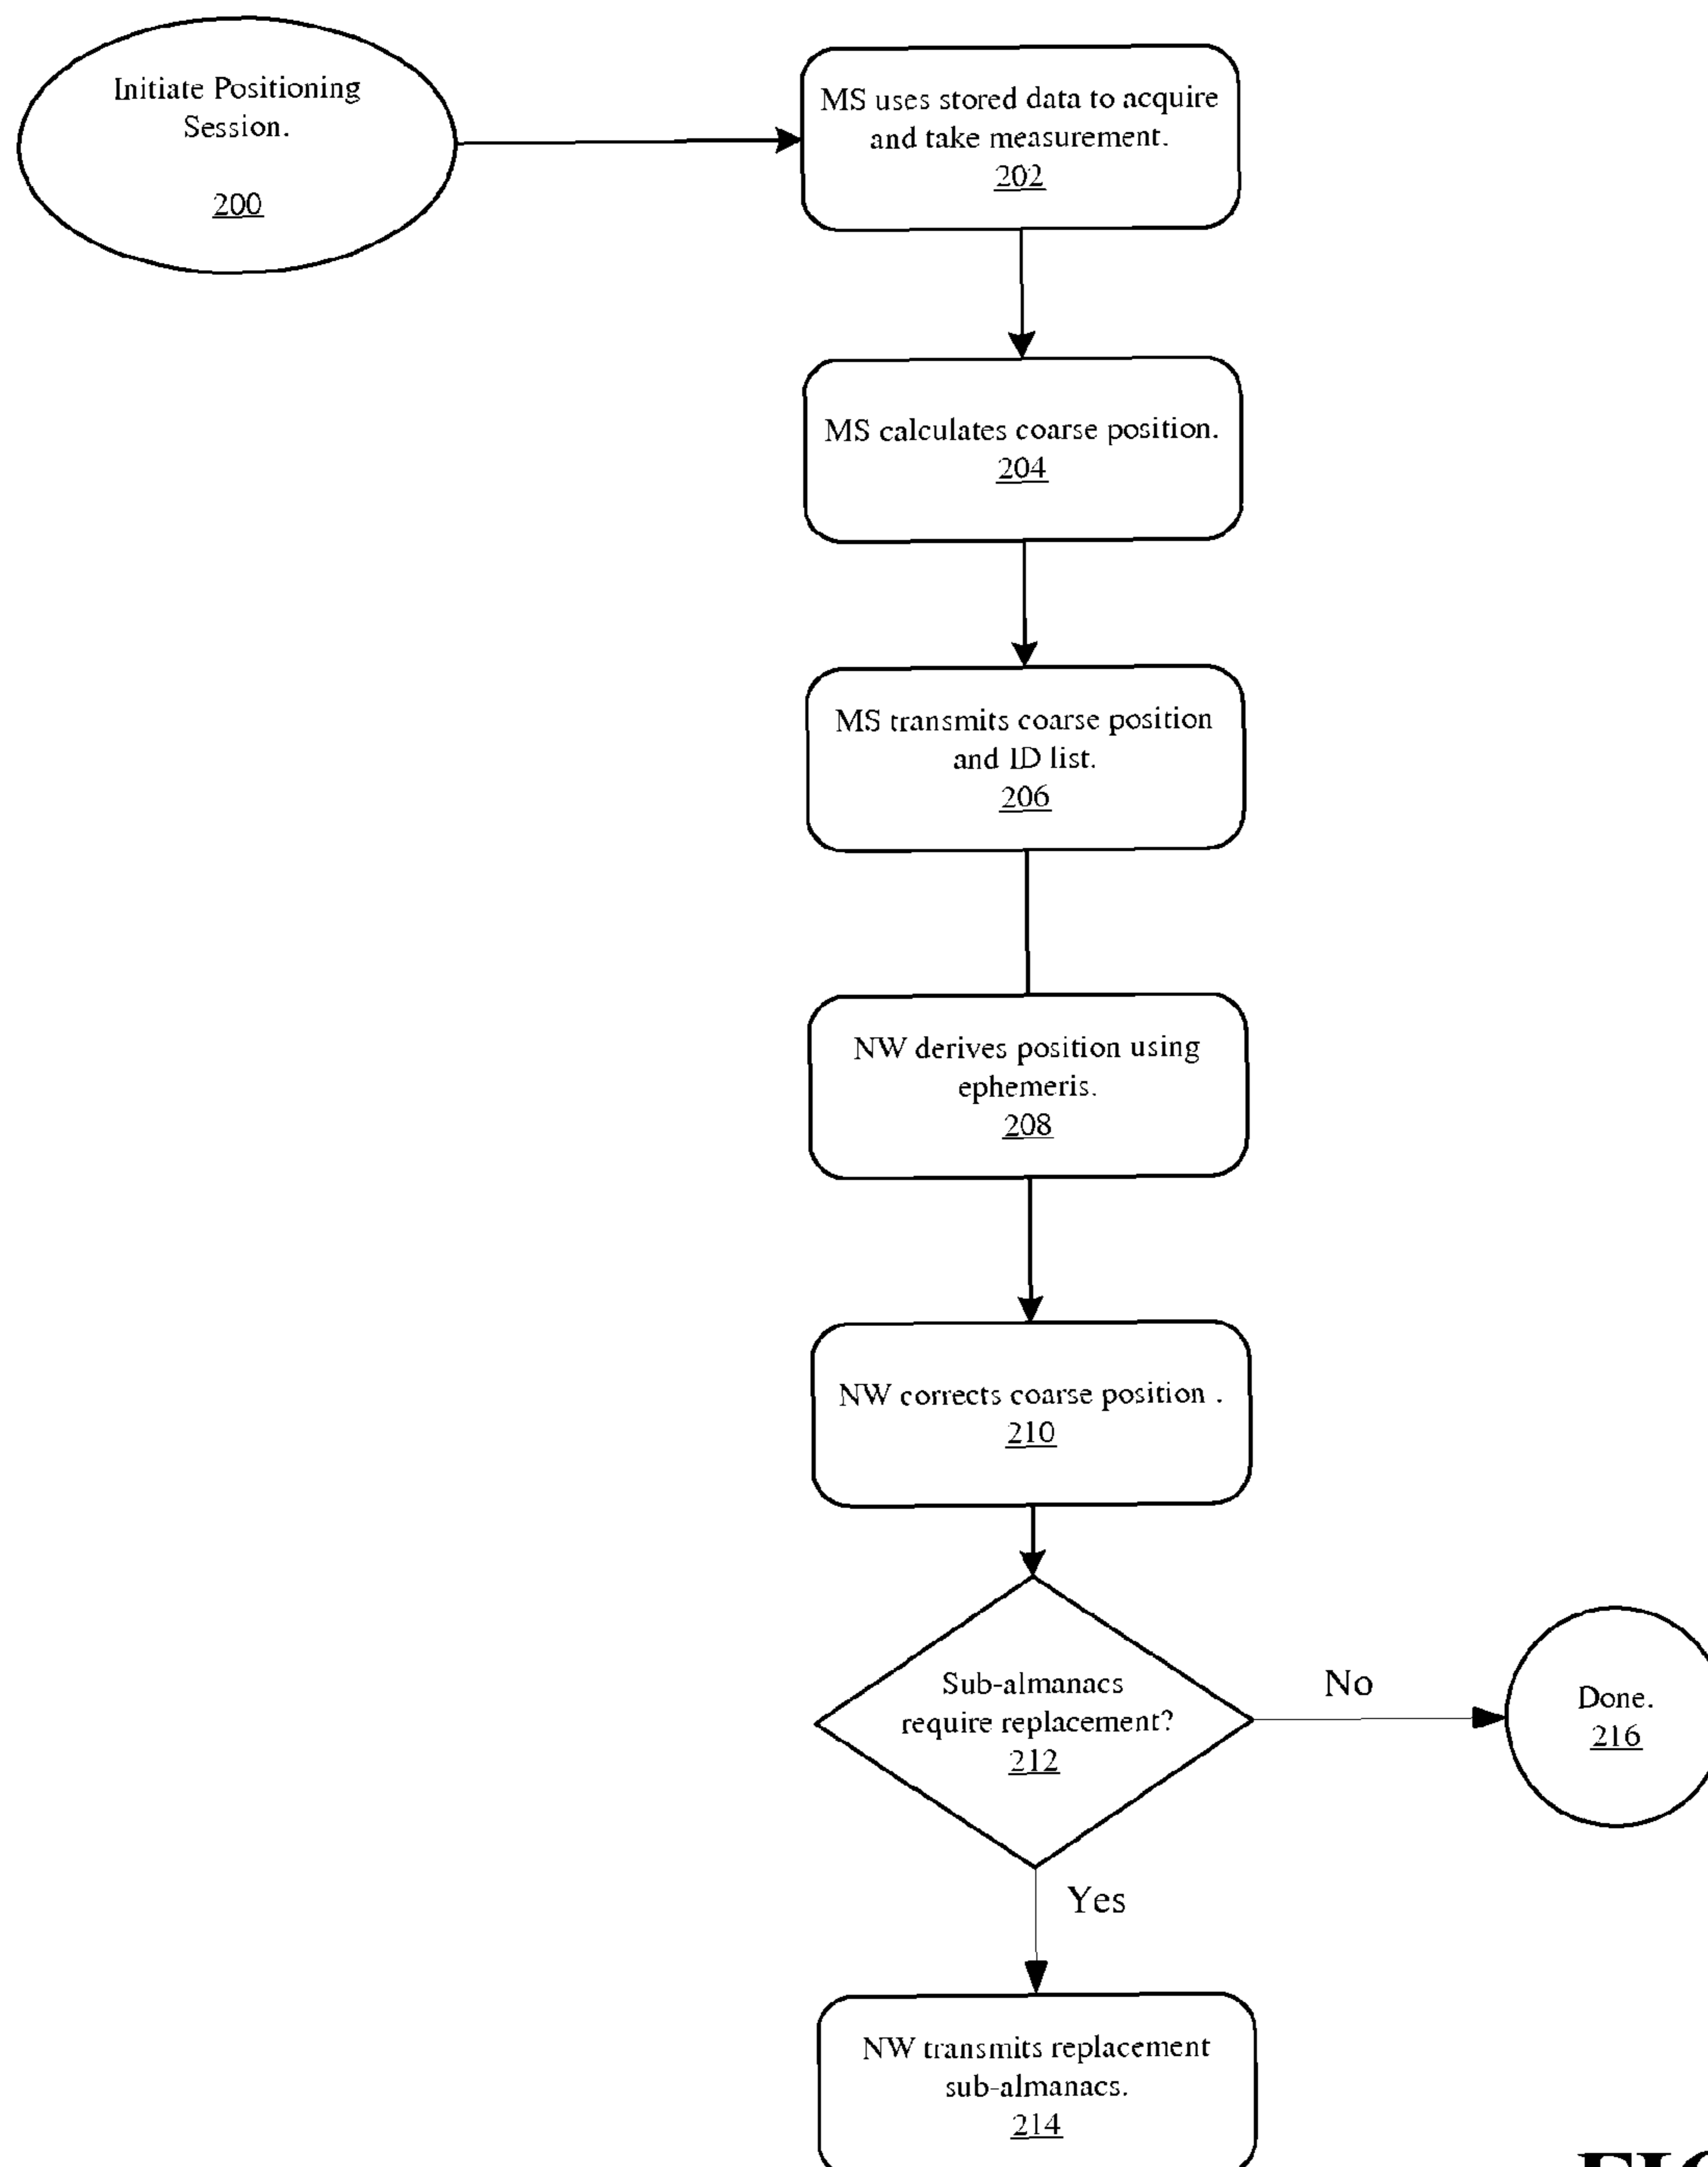 Initiate Positioning
Session.
200
MS uses stored data to acquire
and take measurement.
202
MS calculates coarse position.
204
MS transmits coarse position
and ID list.
206
NW derives position using
ephemeris.
208
NW corrects coarse position .
210
Sub-almanacs
require replacement?
212
No
Done.
216
Yes
NW transmits replacement
sub-almanacs.
214